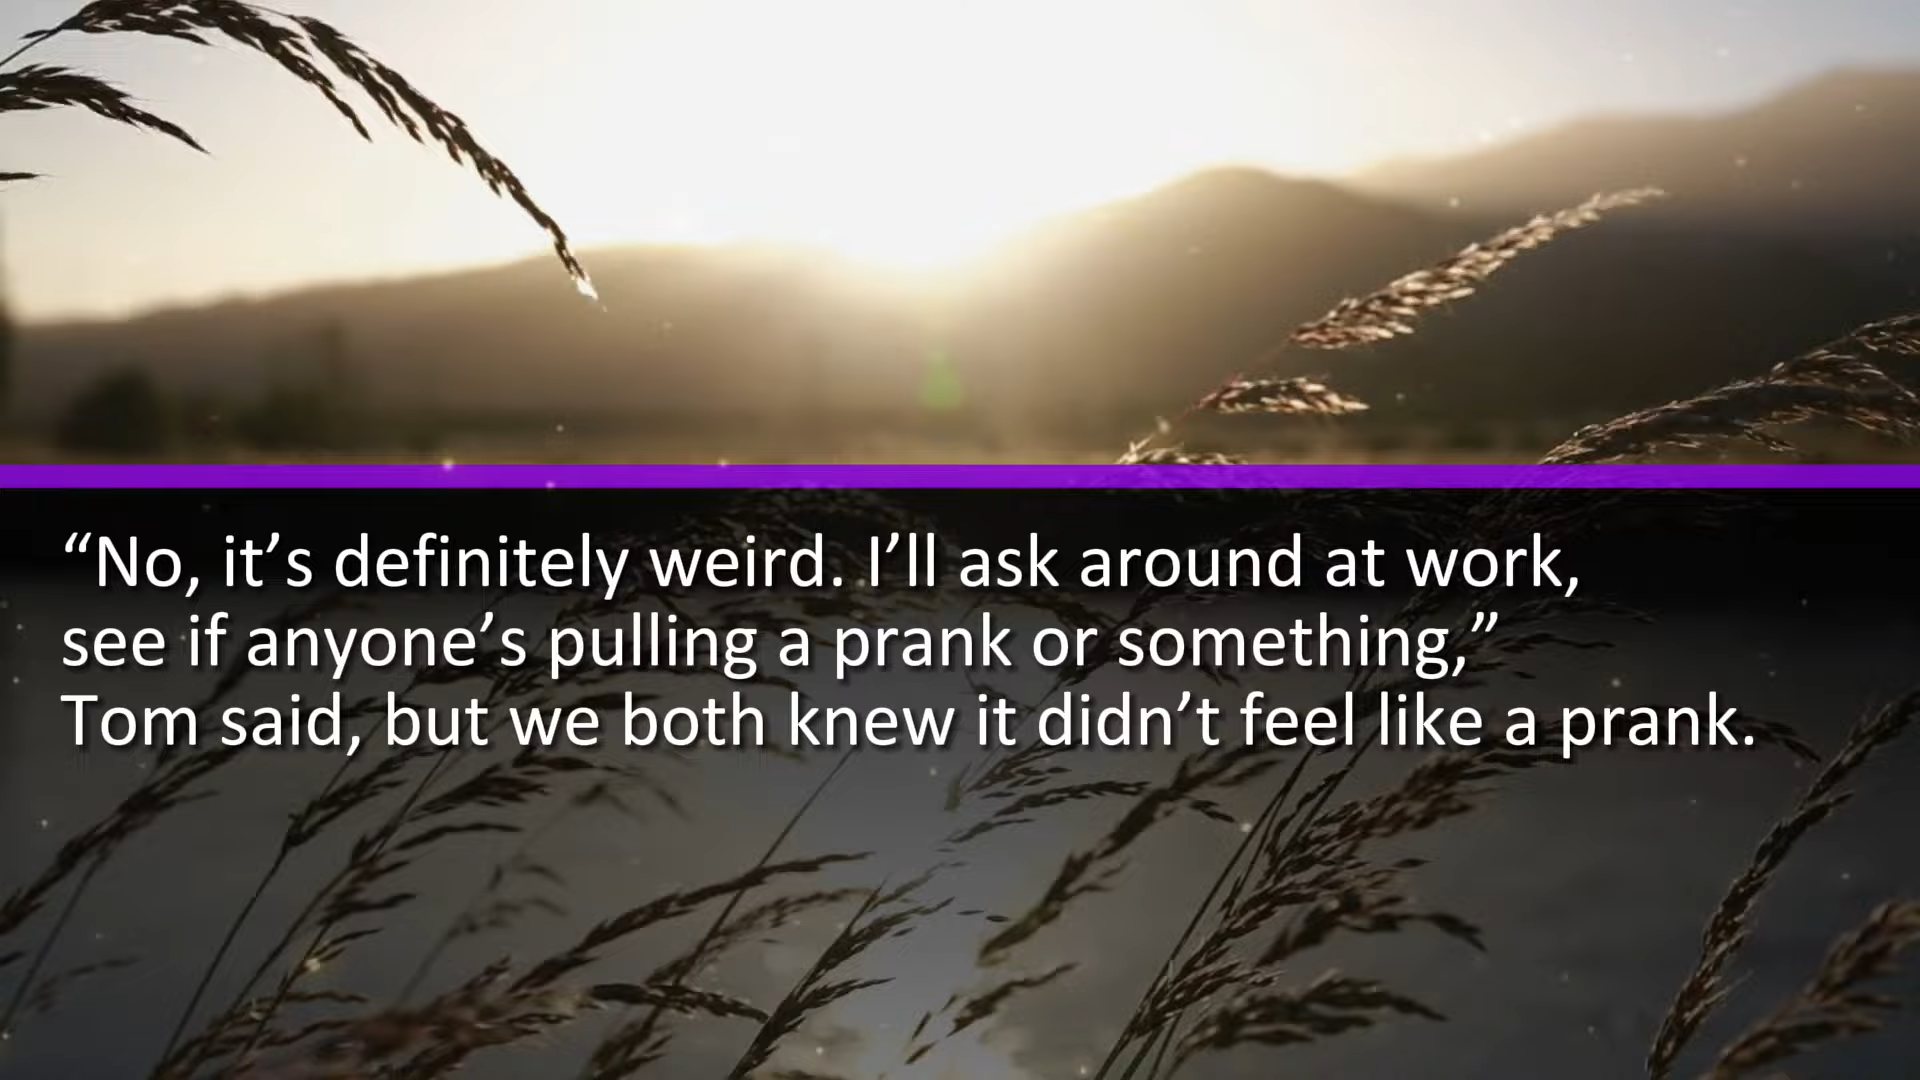 “No, it’s definitely weird. I’ll ask around at work,
see if anyone’s pulling a prank or something,”
Tom said, but we both knew it didn’t feel like a prank.